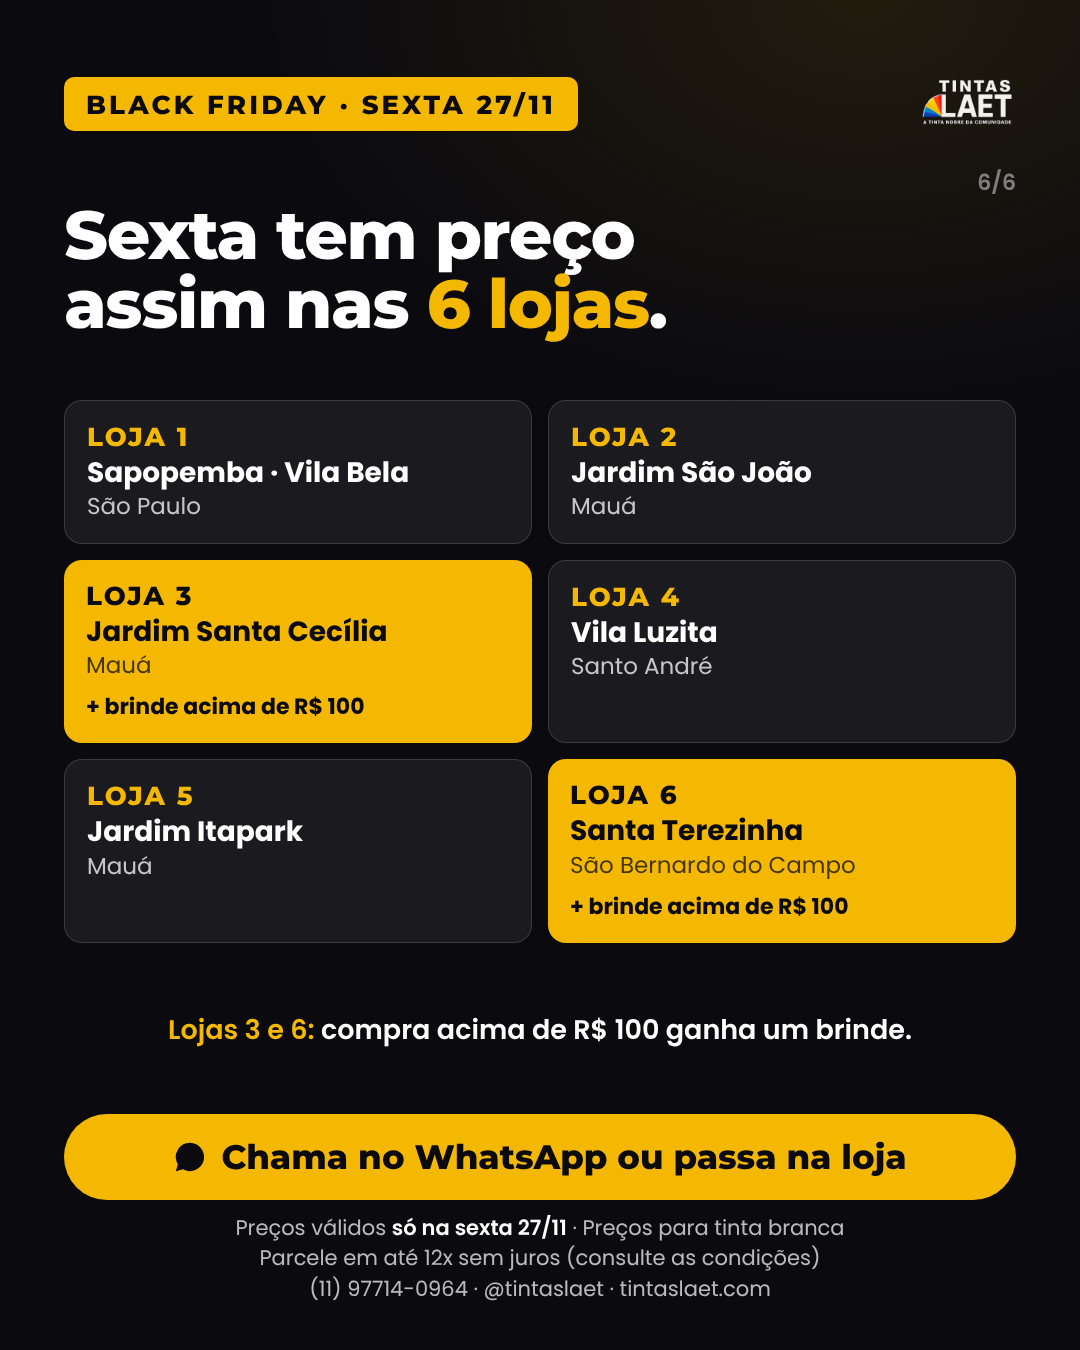 BLACK FRIDAY · SEXTA 27/11
TINTAS
LAET
A TINTA NOBRE DA COMUNIDADE
6/6
Sexta tem preço
assim nas 6 lojas.
LOJA 1
Sapopemba · Vila Bela
São Paulo
LOJA 2
Jardim São João
Mauá
LOJA 3
Jardim Santa Cecília
Mauá
+ brinde acima de R$ 100
LOJA 4
Vila Luzita
Santo André
LOJA 5
Jardim Itapark
Mauá
LOJA 6
Santa Terezinha
São Bernardo do Campo
+ brinde acima de R$ 100
Lojas 3 e 6: compra acima de R$ 100 ganha um brinde.
Chama no WhatsApp ou passa na loja
Preços válidos só na sexta 27/11 · Preços para tinta branca
Parcele em até 12x sem juros (consulte as condições)
(11) 97714-0964 · @tintaslaet · tintaslaet.com